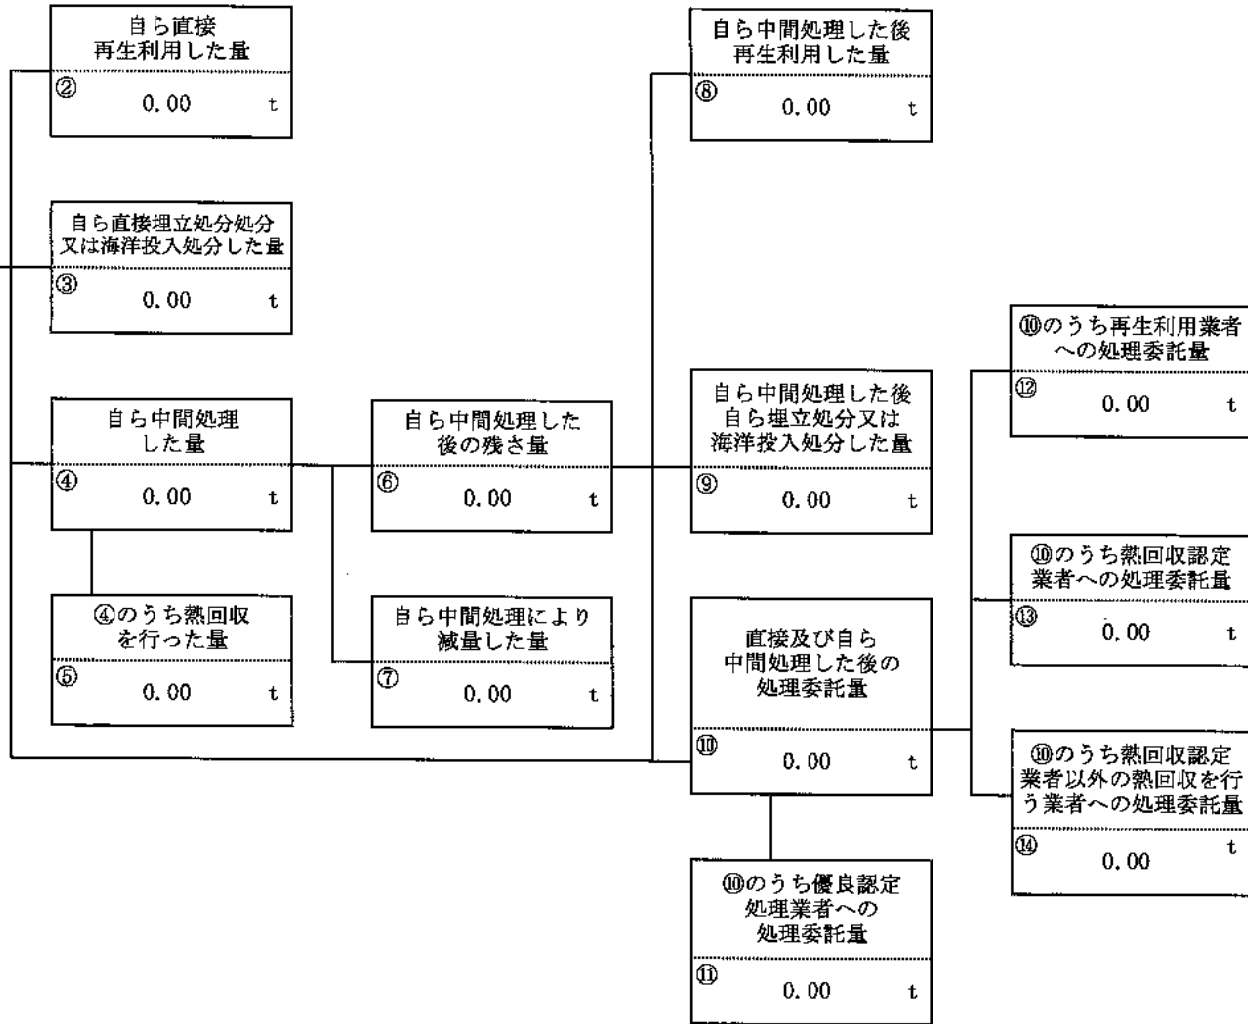 自ら直接
再生利用した量
②
0.00 t
自ら直接埋立処分処分
又は海洋投入処分した量
③
0.00 t
自ら中間処理
した量
④
0.00 t
④のうち熱回収
を行った量
⑤
0.00 t
自ら中間処理した
後の残さ量
⑥
0.00 t
自ら中間処理により
減量した量
⑦
0.00 t
自ら中間処理した後
再生利用した量
⑧
0.00 t
自ら中間処理した後
自ら埋立処分又は
海洋投入処分した量
⑨
0.00 t
直接及び自ら
中間処理した後の
処理委託量
⑩
0.00 t
⑩のうち優良認定
処理業者への
処理委託量
⑪
0.00 t
⑩のうち再生利用業者
への処理委託量
⑫
0.00 t
⑩のうち熱回収認定
業者への処理委託量
⑬
0.00 t
⑩のうち熱回収認定
業者以外の熱回収を行
う業者への処理委託量
⑭
0.00 t